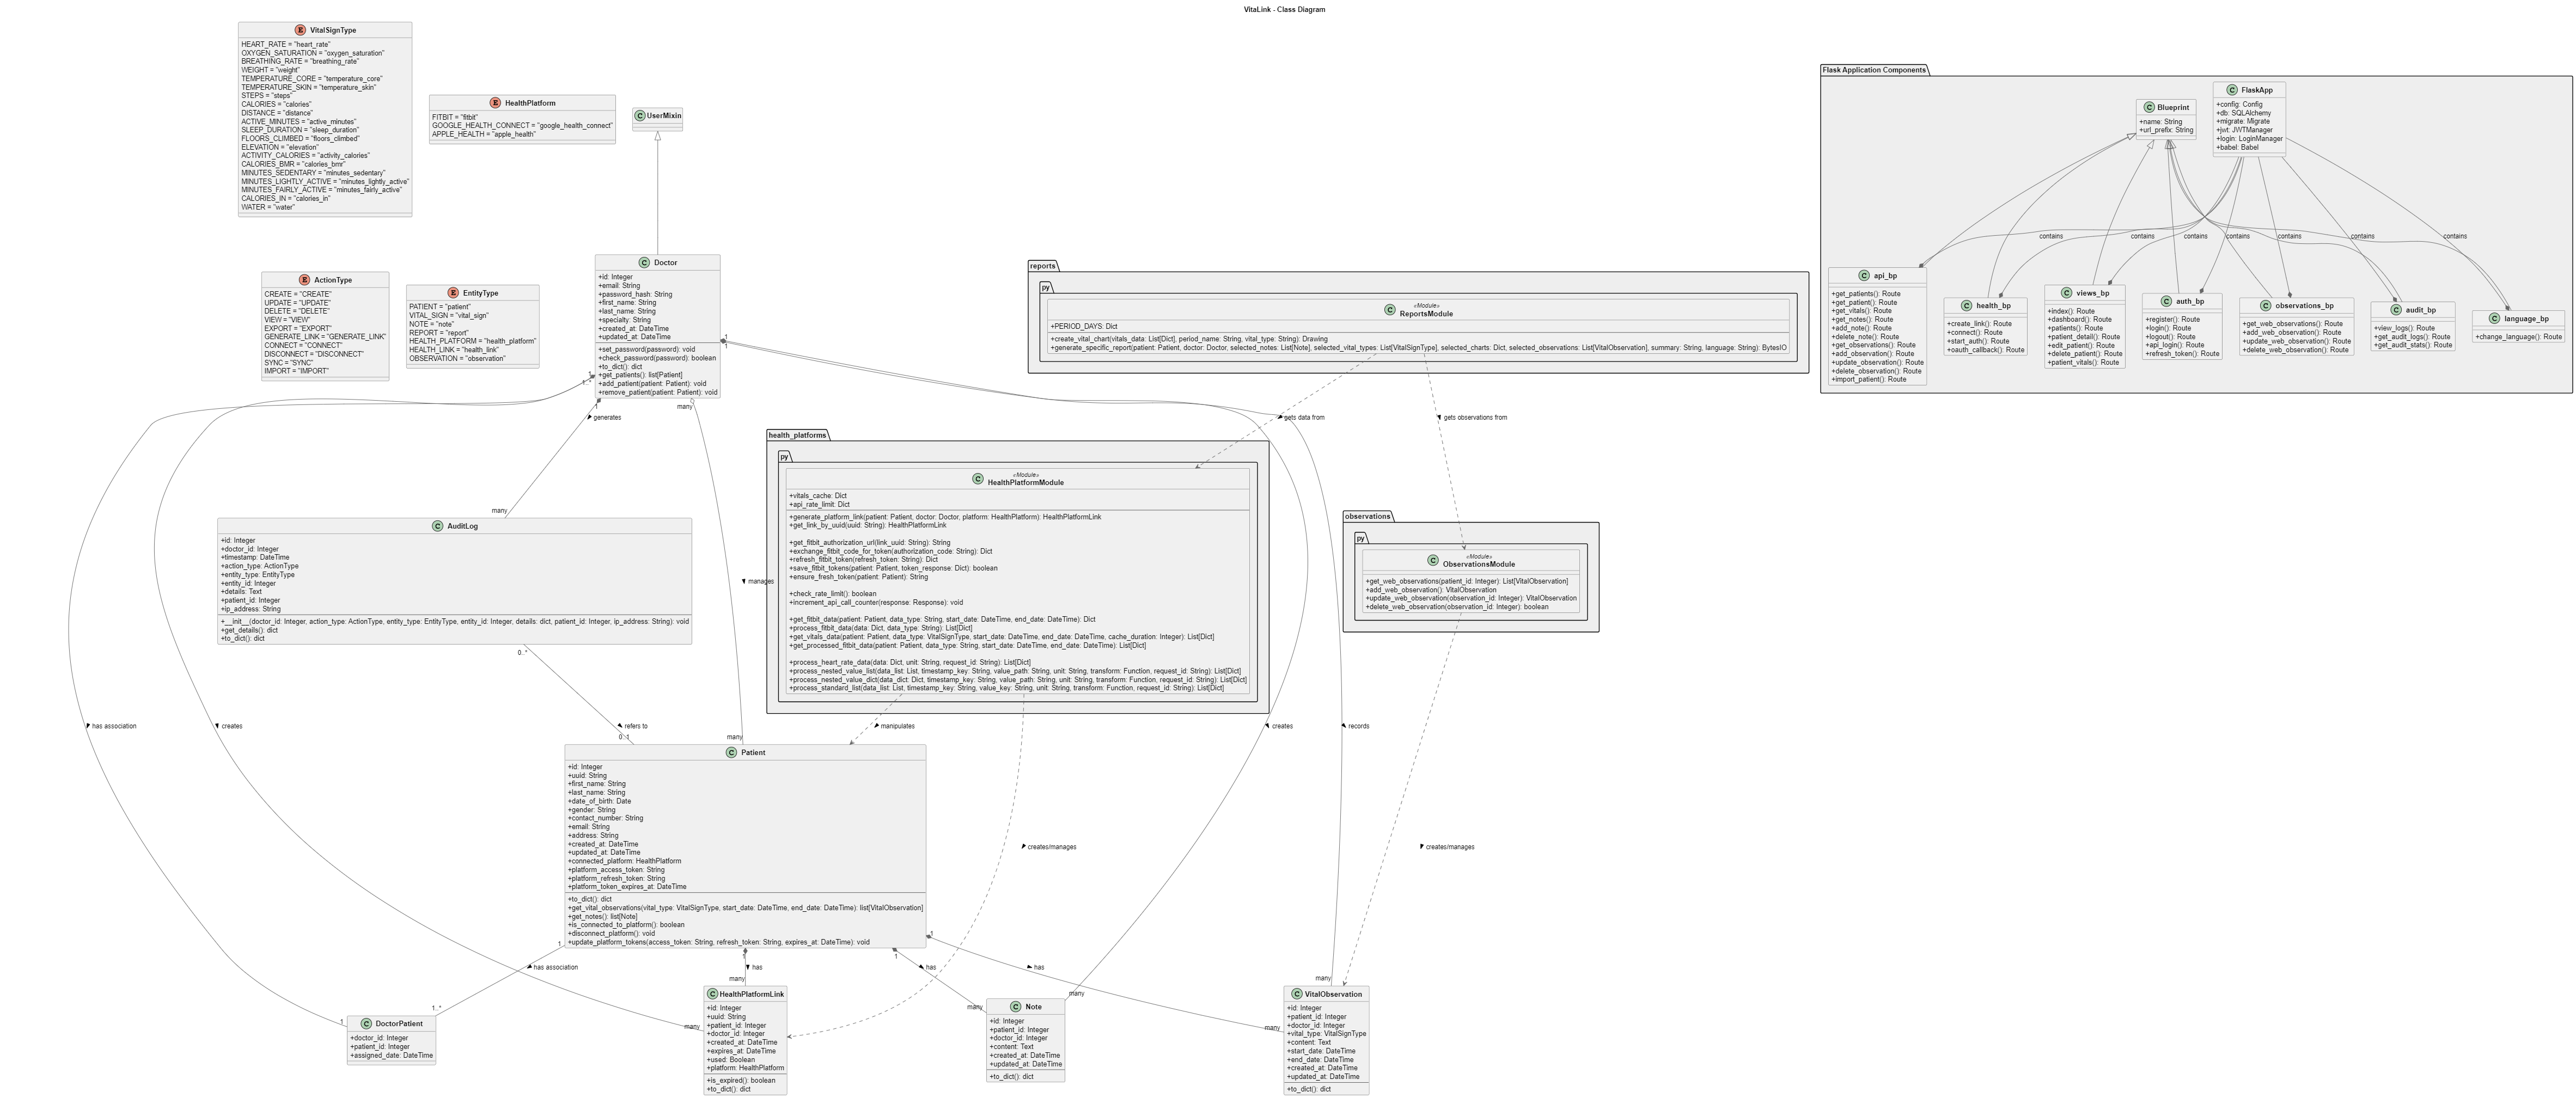 VitaLink - Class Diagram
VitalSignType
HEART_RATE = "heart_rate"
OXYGEN_SATURATION = "oxygen_saturation"
BREATHING_RATE = "breathing_rate"
WEIGHT = "weight"
TEMPERATURE_CORE = "temperature_core"
TEMPERATURE_SKIN = "temperature_skin"
STEPS = "steps"
CALORIES = "calories"
DISTANCE = "distance"
ACTIVE_MINUTES = "active_minutes"
SLEEP_DURATION = "sleep_duration"
FLOORS_CLIMBED = "floors_climbed"
ELEVATION = "elevation"
ACTIVITY_CALORIES = "activity_calories"
CALORIES_BMR = "calories_bmr"
MINUTES_SEDENTARY = "minutes_sedentary"
MINUTES_LIGHTLY_ACTIVE = "minutes_lightly_active"
MINUTES_FAIRLY_ACTIVE = "minutes_fairly_active"
CALORIES_IN = "calories_in"
WATER = "water"
HealthPlatform
FITBIT = "fitbit"
GOOGLE_HEALTH_CONNECT = "google_health_connect"
APPLE_HEALTH = "apple_health"
UserMixin
ActionType
CREATE = "CREATE"
UPDATE = "UPDATE"
DELETE = "DELETE"
VIEW = "VIEW"
EXPORT = "EXPORT"
GENERATE_LINK = "GENERATE_LINK"
CONNECT = "CONNECT"
DISCONNECT = "DISCONNECT"
SYNC = "SYNC"
IMPORT = "IMPORT"
EntityType
PATIENT = "patient"
VITAL_SIGN = "vital_sign"
NOTE = "note"
REPORT = "report"
HEALTH_PLATFORM = "health_platform"
HEALTH_LINK = "health_link"
OBSERVATION = "observation"
Doctor
+id: Integer
+email: String
+password_hash: String
+first_name: String
+last_name: String
+specialty: String
+created_at: DateTime
+updated_at: DateTime
+set_password(password): void
+check_password(password): boolean
+to_dict(): dict
+get_patients(): list[Patient]
+add_patient(patient: Patient): void
+remove_patient(patient: Patient): void
reports
py
«Module»
ReportsModule
+PERIOD_DAYS: Dict
+create_vital_chart(vitals_data: List[Dict], period_name: String, vital_type: String): Drawing
+generate_specific_report(patient: Patient, doctor: Doctor, selected_notes: List[Note], selected_vital_types: List[VitalSignType], selected_charts: Dict, selected_observations: List[VitalObservation], summary: String, language: String): BytesIO
Flask Application Components
Blueprint
+name: String
+url_prefix: String
FlaskApp
+config: Config
+db: SQLAlchemy
+migrate: Migrate
+jwt: JWTManager
+login: LoginManager
+babel: Babel
contains
contains
contains
contains
contains
contains
api_bp
+get_patients(): Route
+get_patient(): Route
+get_vitals(): Route
+get_notes(): Route
+add_note(): Route
+delete_note(): Route
+get_observations(): Route
+add_observation(): Route
+update_observation(): Route
+delete_observation(): Route
+import_patient(): Route
health_bp
+create_link(): Route
+connect(): Route
+start_auth(): Route
+oauth_callback(): Route
views_bp
+index(): Route
+dashboard(): Route
+patients(): Route
+patient_detail(): Route
+edit_patient(): Route
+delete_patient(): Route
+patient_vitals(): Route
auth_bp
+register(): Route
+login(): Route
+logout(): Route
+api_login(): Route
+refresh_token(): Route
observations_bp
+get_web_observations(): Route
+add_web_observation(): Route
+update_web_observation(): Route
+delete_web_observation(): Route
audit_bp
+view_logs(): Route
+get_audit_logs(): Route
+get_audit_stats(): Route
language_bp
+change_language(): Route
1
1
1
1..*
1
many
generates
gets data from
gets observations from
health_platforms
py
«Module»
HealthPlatformModule
+vitals_cache: Dict
+api_rate_limit: Dict
+generate_platform_link(patient: Patient, doctor: Doctor, platform: HealthPlatform): HealthPlatformLink
+get_link_by_uuid(uuid: String): HealthPlatformLink
+get_fitbit_authorization_url(link_uuid: String): String
+exchange_fitbit_code_for_token(authorization_code: String): Dict
+refresh_fitbit_token(refresh_token: String): Dict
+save_fitbit_tokens(patient: Patient, token_response: Dict): boolean
+ensure_fresh_token(patient: Patient): String
+check_rate_limit(): boolean
+increment_api_call_counter(response: Response): void
+get_fitbit_data(patient: Patient, data_type: String, start_date: DateTime, end_date: DateTime): Dict
+process_fitbit_data(data: Dict, data_type: String): List[Dict]
+get_vitals_data(patient: Patient, data_type: VitalSignType, start_date: DateTime, end_date: DateTime, cache_duration: Integer): List[Dict]
+get_processed_fitbit_data(patient: Patient, data_type: String, start_date: DateTime, end_date: DateTime): List[Dict]
+process_heart_rate_data(data: Dict, unit: String, request_id: String): List[Dict]
+process_nested_value_list(data_list: List, timestamp_key: String, value_path: String, unit: String, transform: Function, request_id: String): List[Dict]
+process_nested_value_dict(data_dict: Dict, timestamp_key: String, value_path: String, unit: String, transform: Function, request_id: String): List[Dict]
+process_standard_list(data_list: List, timestamp_key: String, value_key: String, unit: String, transform: Function, request_id: String): List[Dict]
observations
py
«Module»
ObservationsModule
+get_web_observations(patient_id: Integer): List[VitalObservation]
+add_web_observation(): VitalObservation
+update_web_observation(observation_id: Integer): VitalObservation
+delete_web_observation(observation_id: Integer): boolean
many
AuditLog
+id: Integer
+doctor_id: Integer
+timestamp: DateTime
+action_type: ActionType
+entity_type: EntityType
+entity_id: Integer
+details: Text
+patient_id: Integer
+ip_address: String
+__init__(doctor_id: Integer, action_type: ActionType, entity_type: EntityType, entity_id: Integer, details: dict, patient_id: Integer, ip_address: String): void
+get_details(): dict
+to_dict(): dict
manages
0..*
has association
creates
refers to
manipulates
creates
records
0..1
many
Patient
+id: Integer
+uuid: String
+first_name: String
+last_name: String
+date_of_birth: Date
+gender: String
+contact_number: String
+email: String
+address: String
+created_at: DateTime
+updated_at: DateTime
+connected_platform: HealthPlatform
+platform_access_token: String
+platform_refresh_token: String
+platform_token_expires_at: DateTime
+to_dict(): dict
+get_vital_observations(vital_type: VitalSignType, start_date: DateTime, end_date: DateTime): list[VitalObservation]
+get_notes(): list[Note]
+is_connected_to_platform(): boolean
+disconnect_platform(): void
+update_platform_tokens(access_token: String, refresh_token: String, expires_at: DateTime): void
creates/manages
creates/manages
1
1
1
1
has association
has
has
has
1
1..*
many
many
many
many
many
many
DoctorPatient
+doctor_id: Integer
+patient_id: Integer
+assigned_date: DateTime
HealthPlatformLink
+id: Integer
+uuid: String
+patient_id: Integer
+doctor_id: Integer
+created_at: DateTime
+expires_at: DateTime
+used: Boolean
+platform: HealthPlatform
+is_expired(): boolean
+to_dict(): dict
Note
+id: Integer
+patient_id: Integer
+doctor_id: Integer
+content: Text
+created_at: DateTime
+updated_at: DateTime
+to_dict(): dict
VitalObservation
+id: Integer
+patient_id: Integer
+doctor_id: Integer
+vital_type: VitalSignType
+content: Text
+start_date: DateTime
+end_date: DateTime
+created_at: DateTime
+updated_at: DateTime
+to_dict(): dict